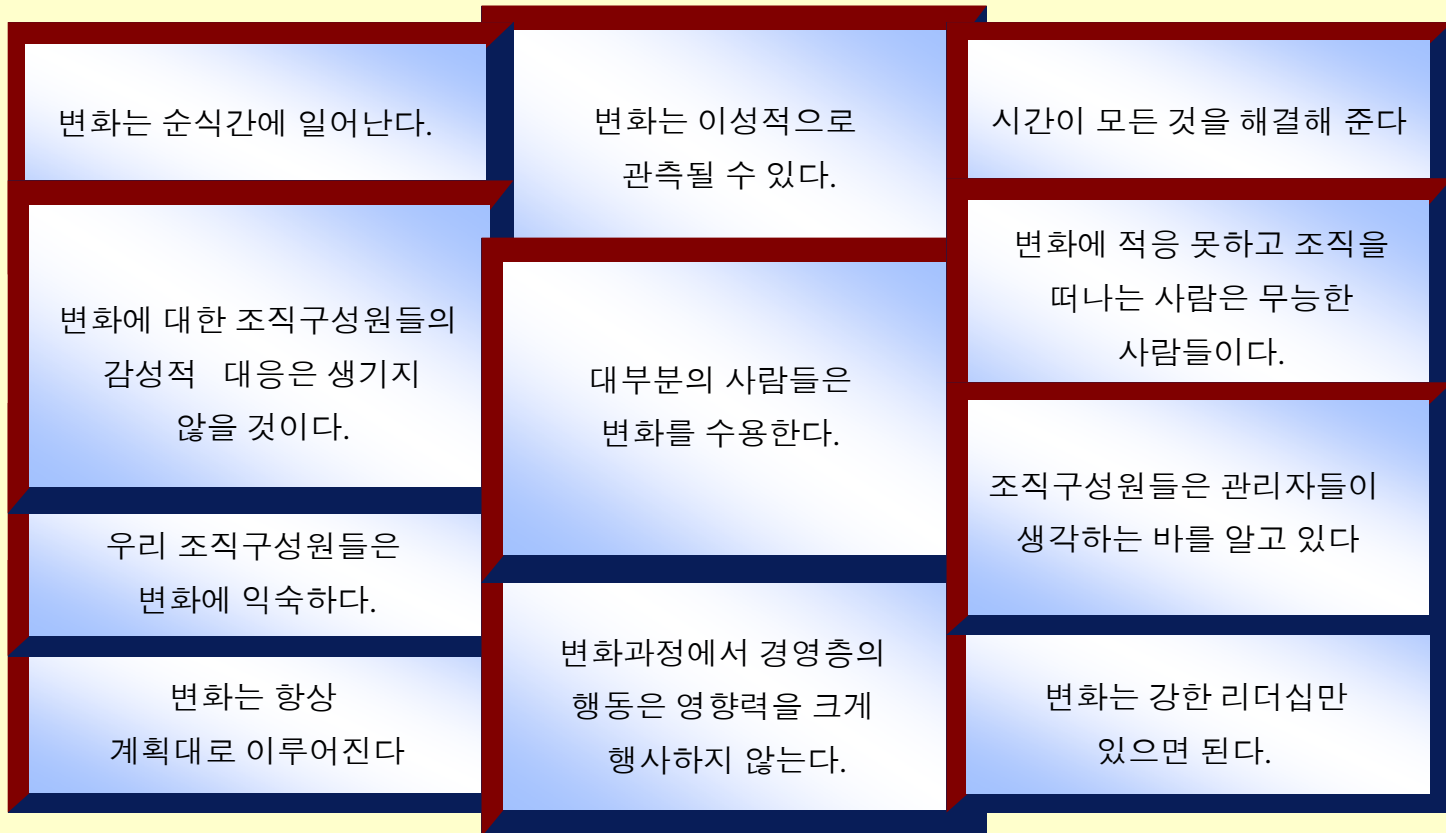 변화는 순식간에 일어난다.
변화에 대한 조직구성원들의
감성적 대응은 생기지
않을 것이다.
우리 조직구성원들은
변화에 익숙하다.
변화는 항상
계획대로 이루어진다
변화는 이성적으로
관측될 수 있다.
대부분의 사람들은
변화를 수용한다.
변화과정에서 경영층의
행동은 영향력을 크게
행사하지 않는다.
시간이 모든 것을 해결해 준다
변화에 적응 못하고 조직을
떠나는 사람은 무능한
사람들이다.
조직구성원들은 관리자들이
생각하는 바를 알고 있다
변화는 강한 리더십만
있으면 된다.